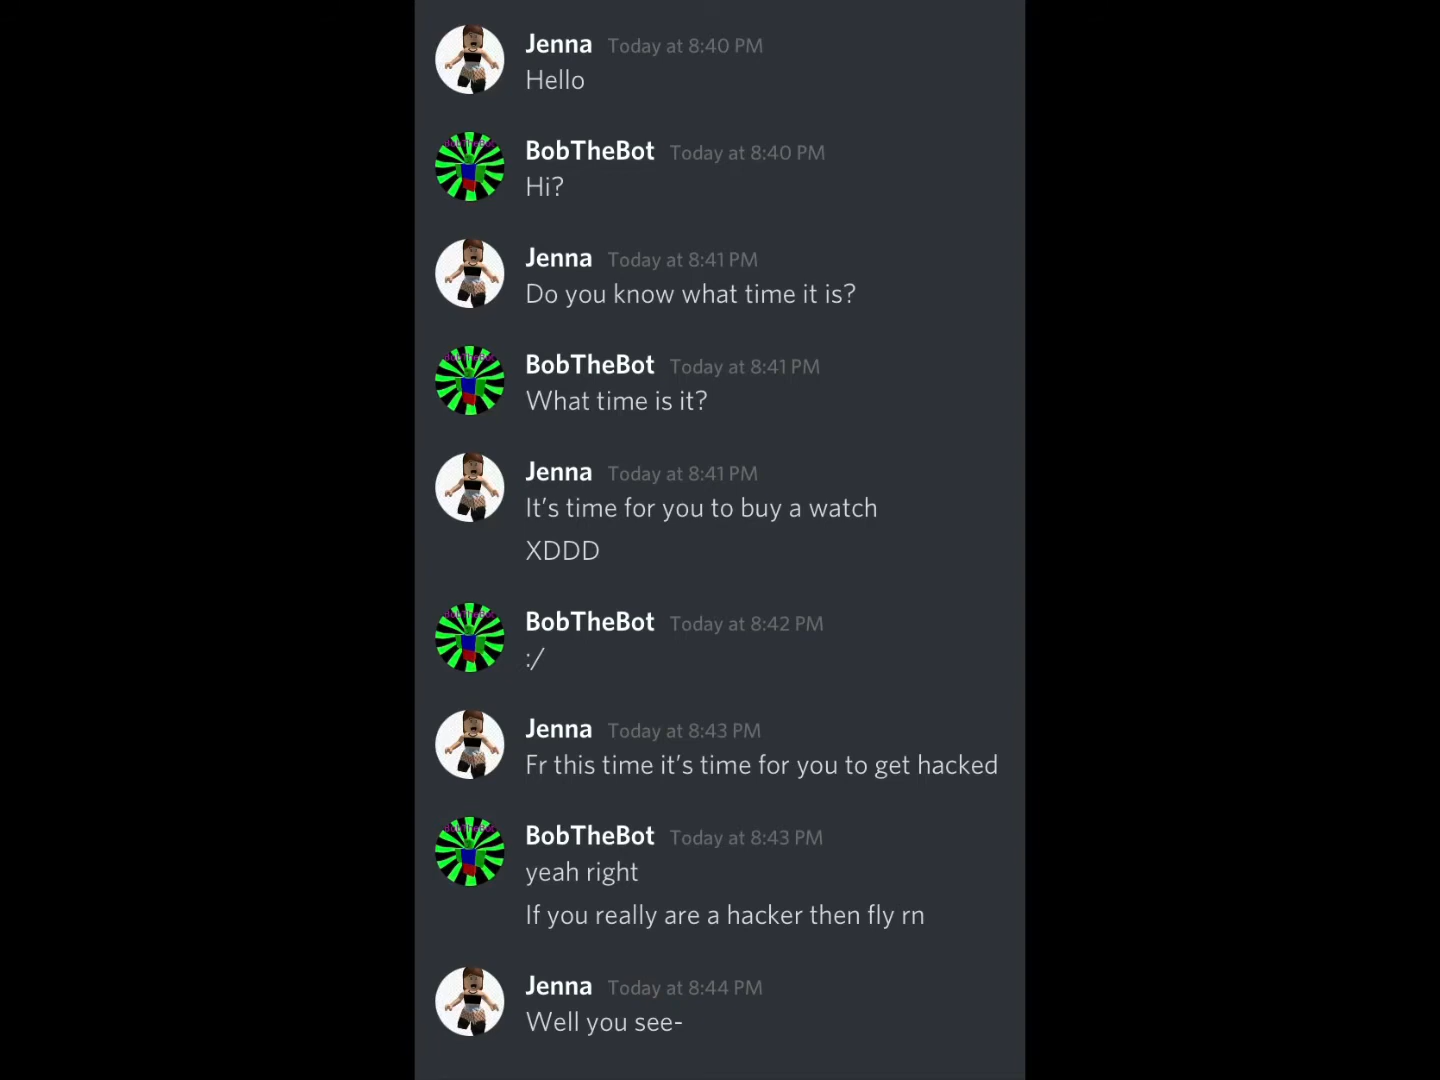 Jenna Today at 8:40 PM
Hello
BobTheBot Today at 8:40 PM
Hi?
Jenna Today at 8:41 PM
Do you know what time it is?
BobTheBot Today at 8:41 PM
What time is it?
Jenna Today at 8:41 PM
It’s time for you to buy a watch
XDDD
BobTheBot Today at 8:42 PM
:/
Jenna Today at 8:43 PM
Fr this time it’s time for you to get hacked
BobTheBot Today at 8:43 PM
yeah right
If you really are a hacker then fly rn
Jenna Today at 8:44 PM
Well you see-